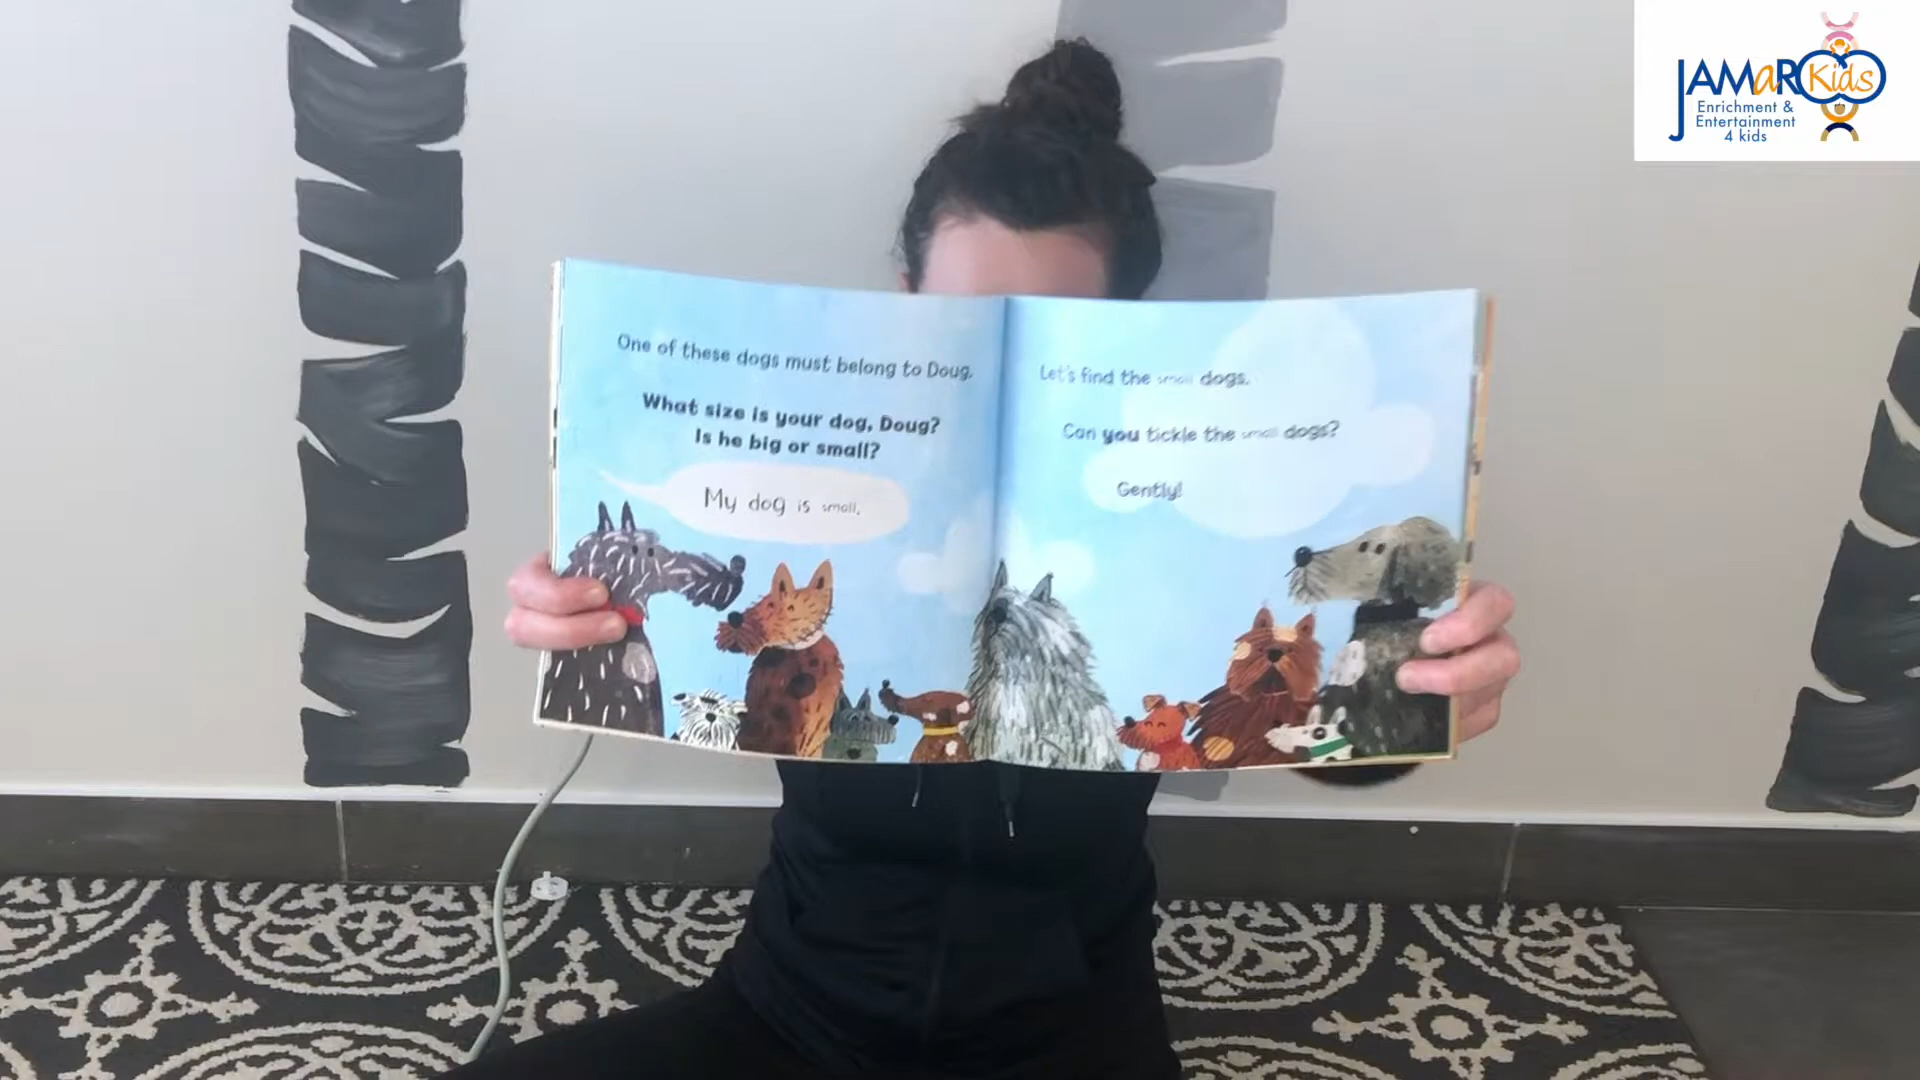 One of these dogs must belong to Doug.
What size is your dog, Doug?
Is he big or small?
My dog is small.
Let's find the small dogs.
Can you tickle the small dogs?
Gently!
JAMaRoo Kids
Enrichment &
Entertainment
4 kids